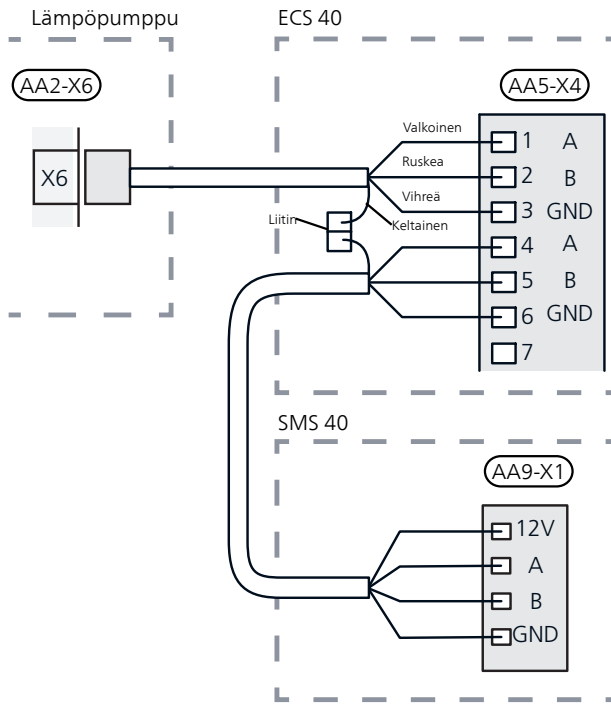 Lämpöpumppu
ECS 40
AA2-X6
AA5-X4
Valkoinen
1 A
Ruskea
X6
2 B
Vihreä
3 GND
Liitin
Keltainen
4 A
5 B
6 GND
7
SMS 40
AA9-X1
12V
A
B
GND